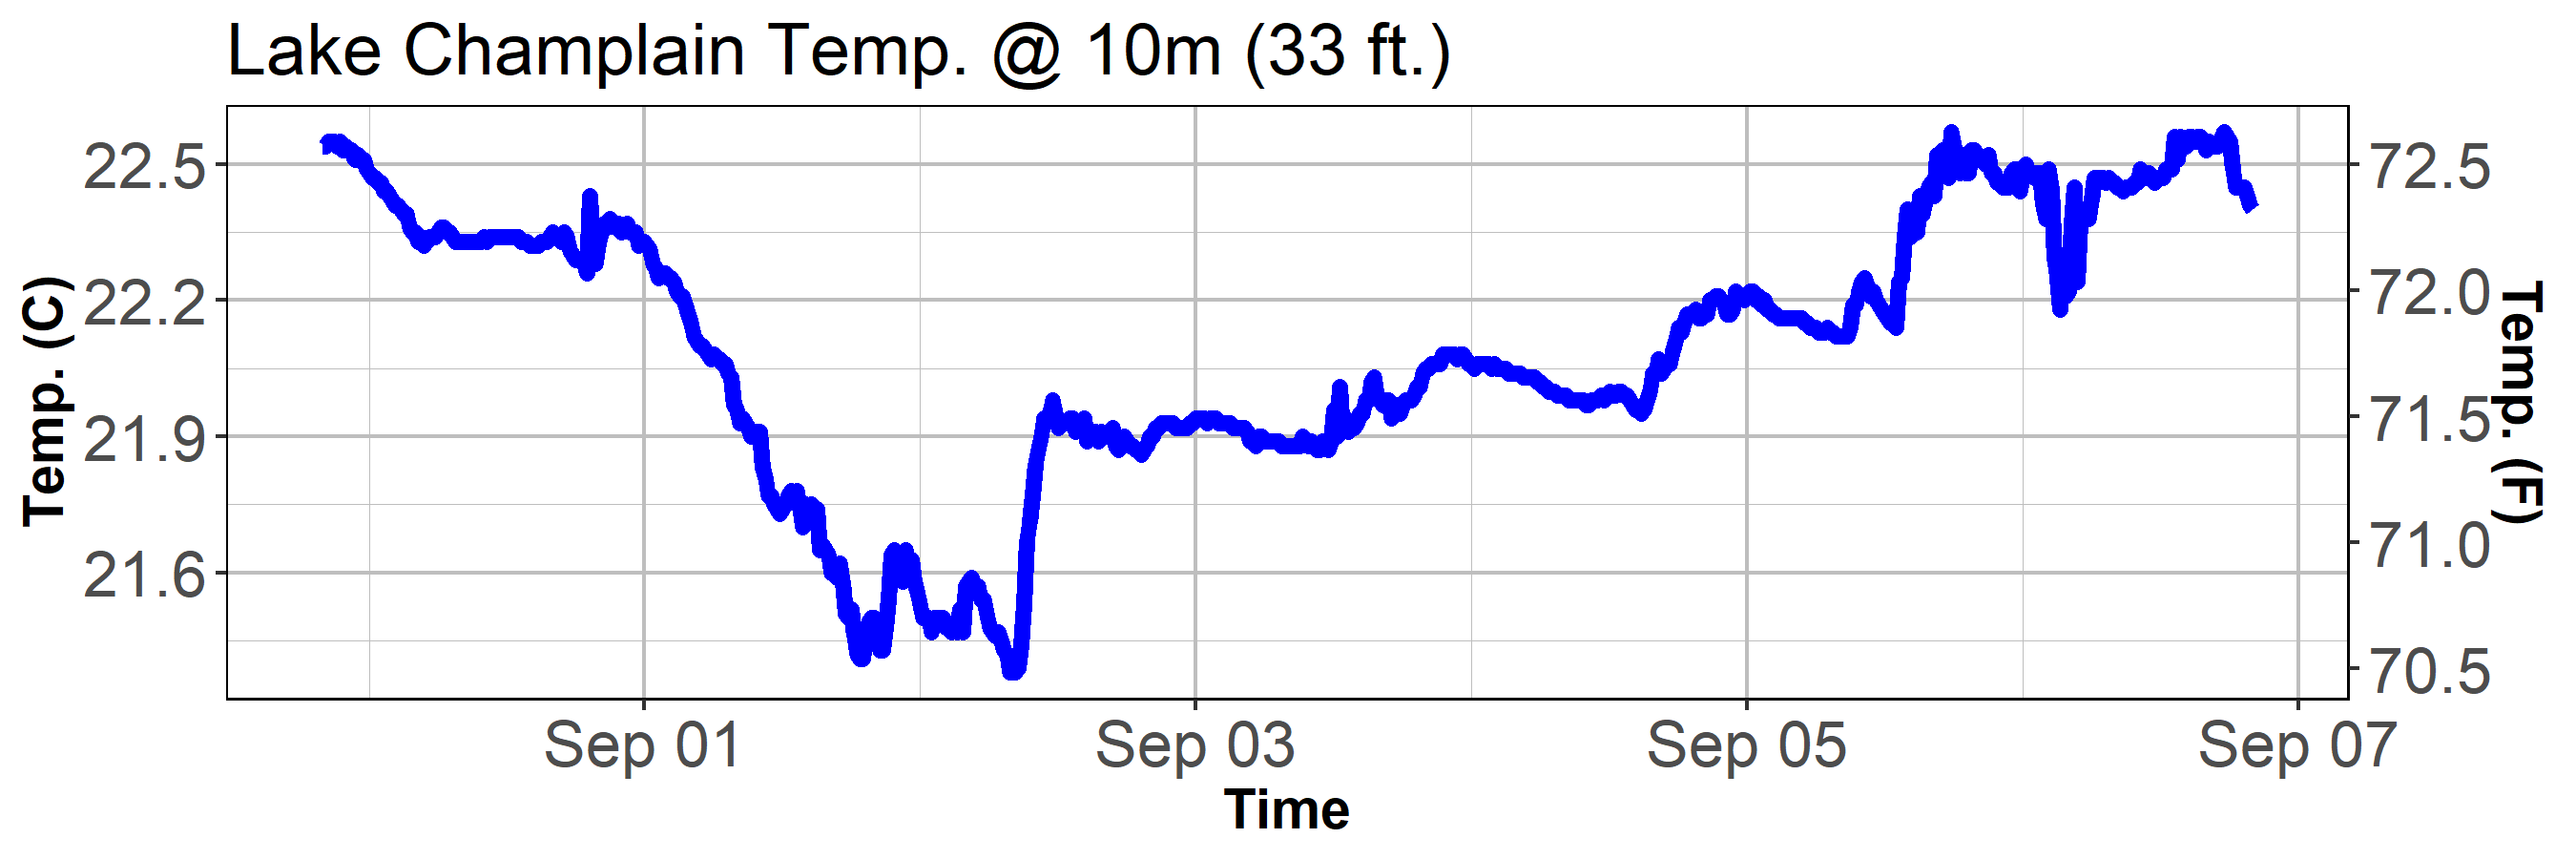 Lake Champlain Temp. @ 10m (33 ft.)
Temp. (C)
22.5
22.2
21.9
21.6
72.5
72.0
71.5
71.0
70.5
Temp. (F)
Sep 01 Sep 03 Sep 05 Sep 07
Time